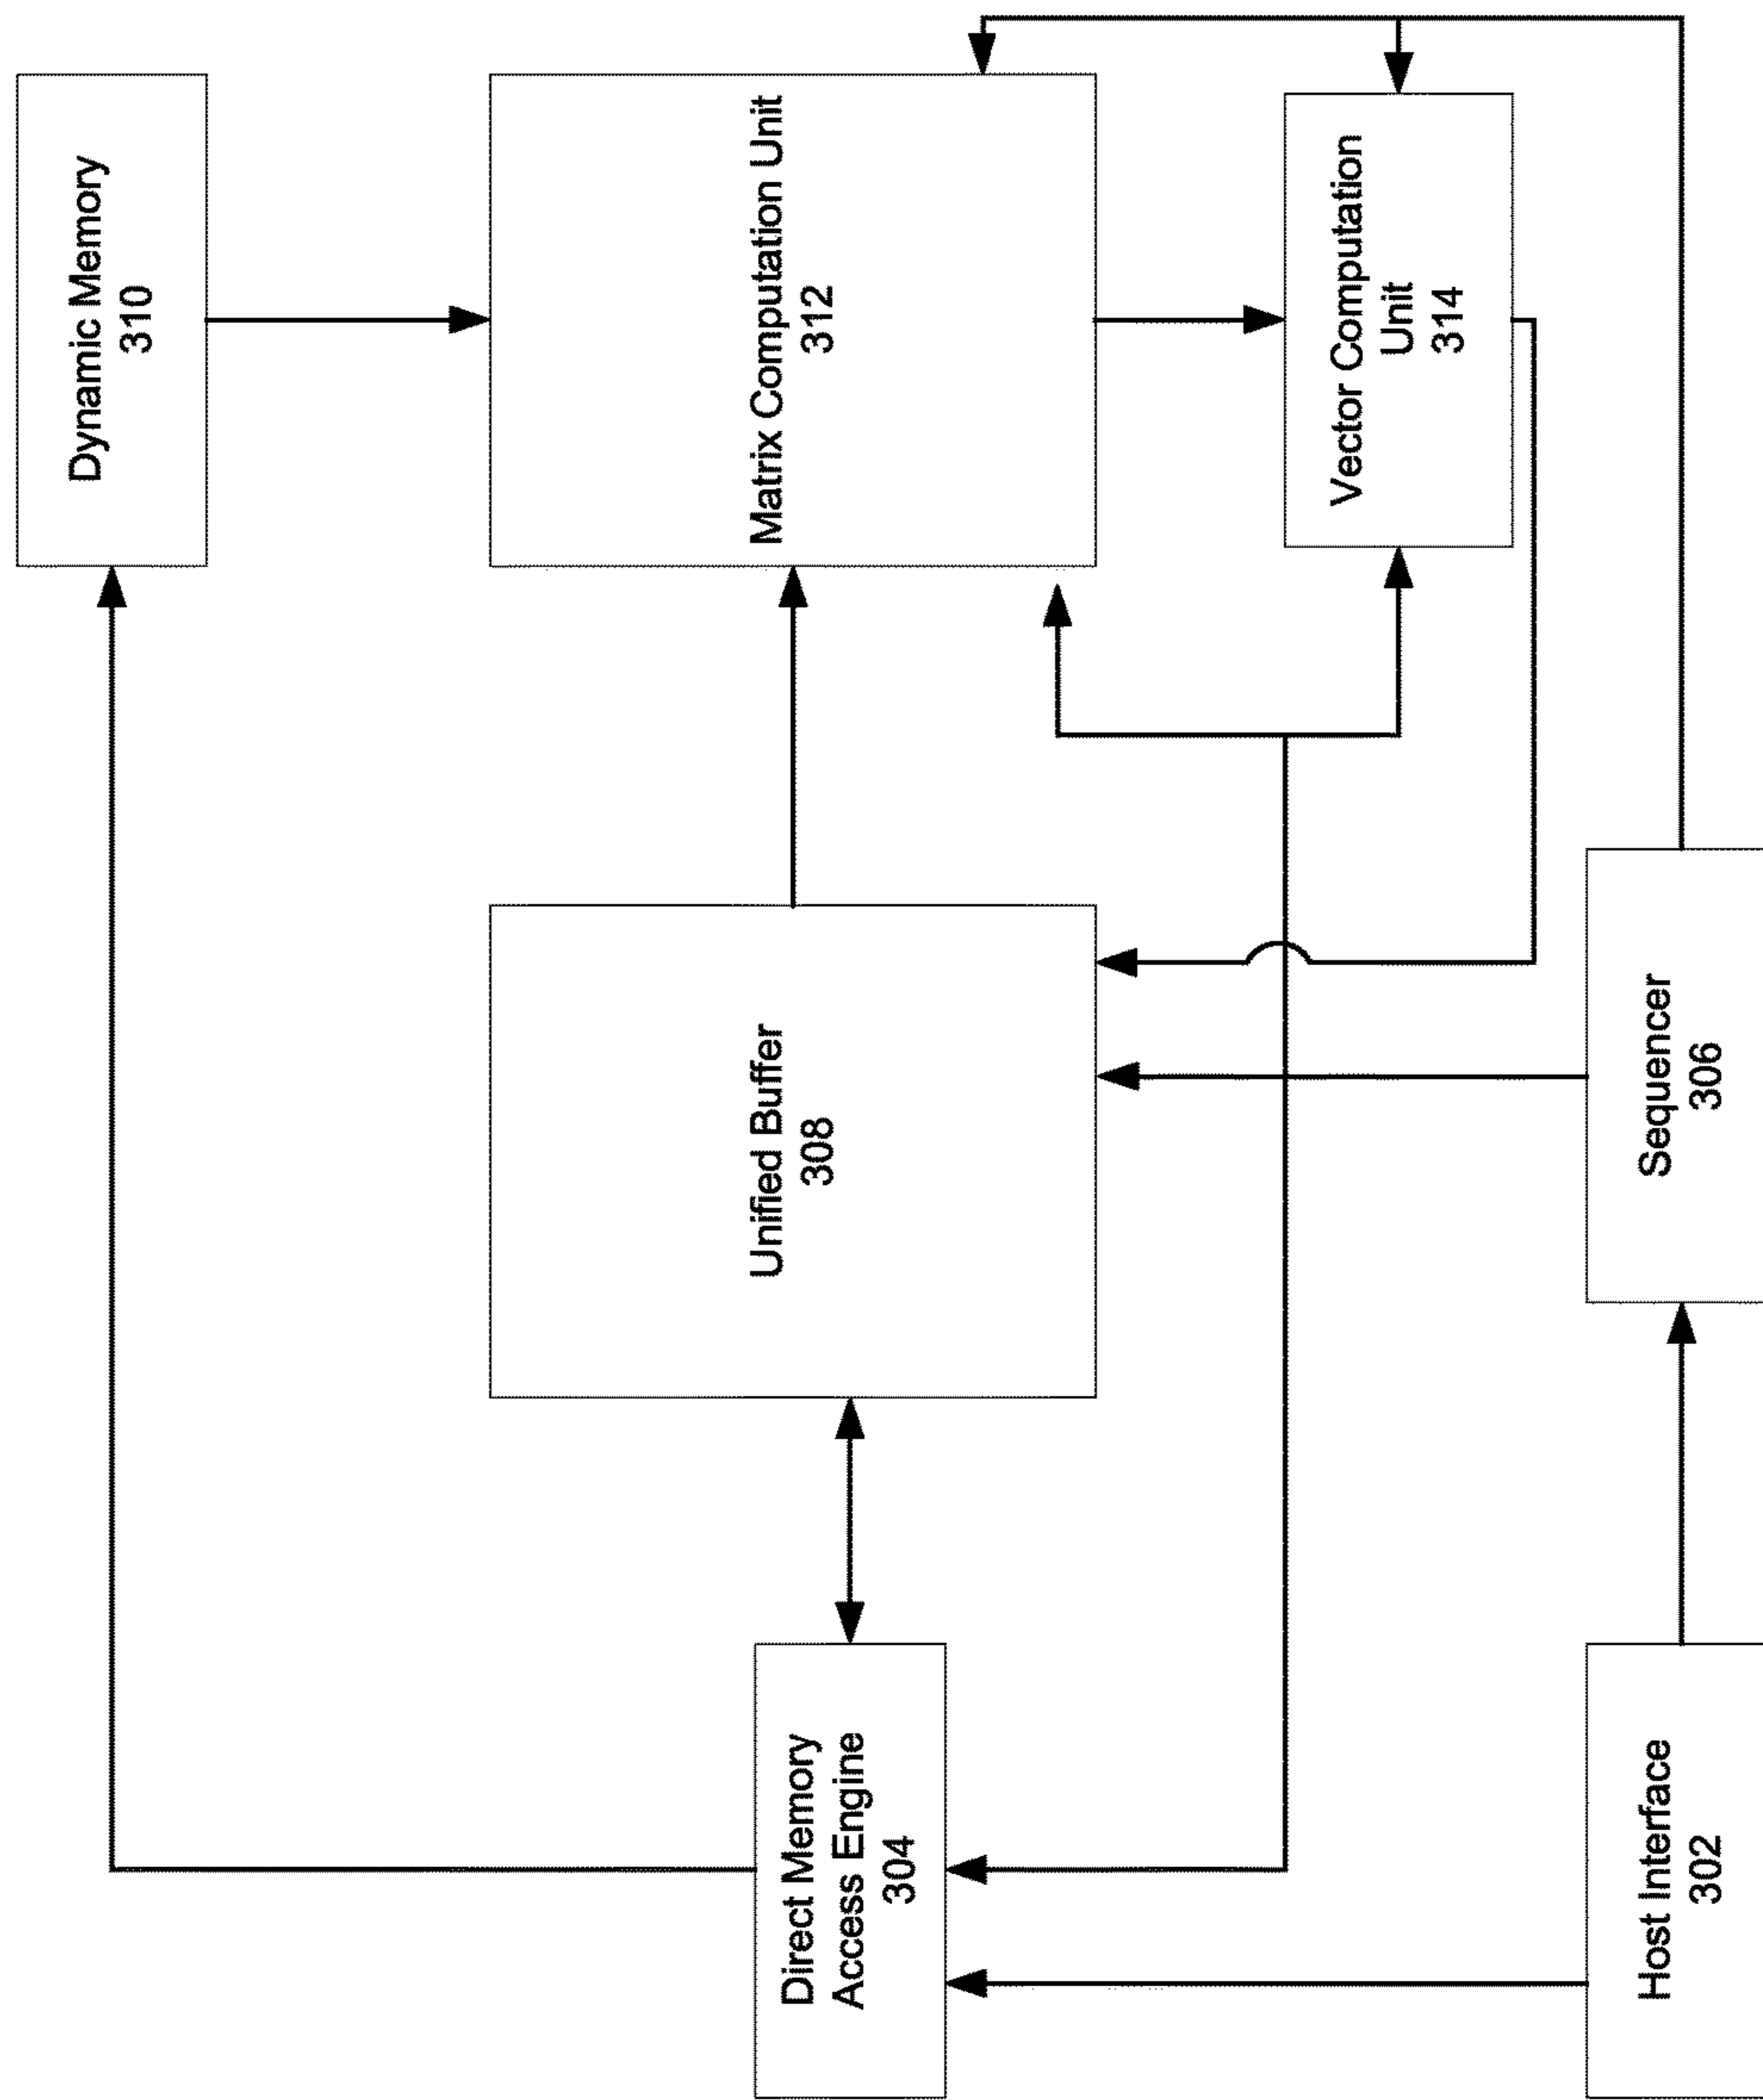 Dynamic Memory
310
Direct Memory
Access Engine
304
Unified Buffer
308
Matrix Computation Unit
312
Vector Computation
Unit
314
Host Interface
302
Sequencer
306